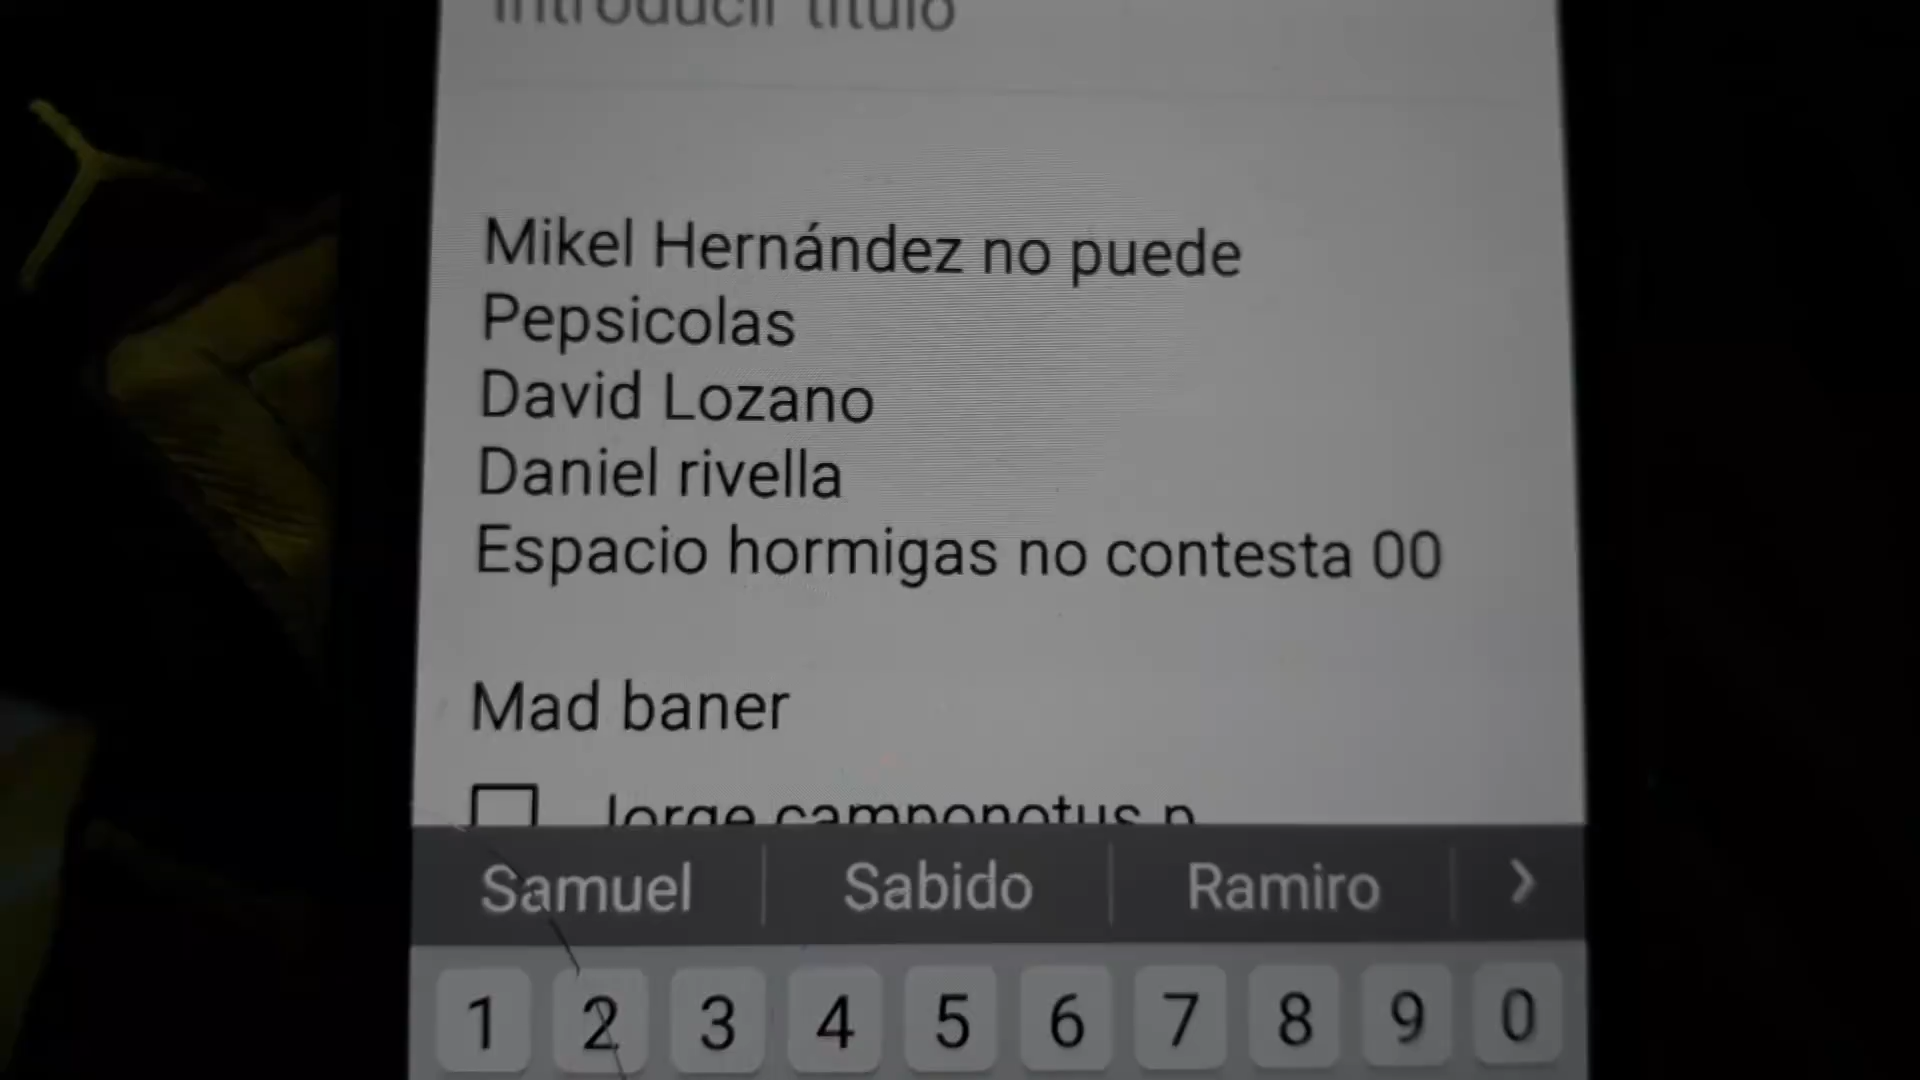 Introducir título
Mikel Hernández no puede
Pepsicolas
David Lozano
Daniel rivella
Espacio hormigas no contesta 00
Mad baner
Jorge camponotus p
Samuel Sabido Ramiro >
1 2 3 4 5 6 7 8 9 0